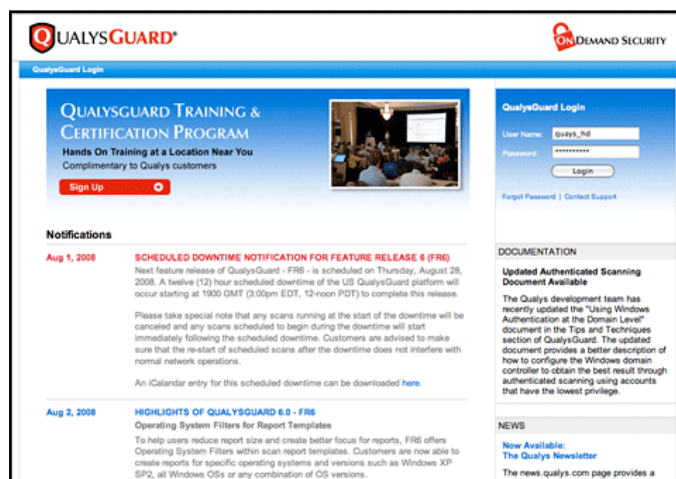 QUALYSGUARD®
ON DEMAND SECURITY
QualysGuard Login
QUALYSGUARD TRAINING &
CERTIFICATION PROGRAM
Hands On Training at a Location Near You
Complimentary to Qualys customers
Sign Up
Notifications
Aug 1, 2008
SCHEDULED DOWNTIME NOTIFICATION FOR FEATURE RELEASE 6 (FR6)
Next feature release of QualysGuard - FR6 - is scheduled on Thursday, August 28,
2008. A twelve (12) hour scheduled downtime of the US QualysGuard platform will
occur starting at 1900 GMT (3:00pm EDT, 12-noon PDT) to complete this release.
Please take special note that any scans running at the start of the downtime will be
canceled and any scans scheduled to begin during the downtime will start
immediately following the scheduled downtime. Customers are advised to make
sure that the re-start of scheduled scans after the downtime does not interfere with
normal network operations.
An iCalandar entry for this scheduled downtime can be downloaded here.
Aug 2, 2008
HIGHLIGHTS OF QUALYSGUARD 6.0 - FR6
Operating System Filters for Report Templates
To help users reduce report size and create better focus for reports, FR6 offers
Operating System Filters within scan report templates. Customers are now able to
create reports for specific operating systems and versions such as Windows XP
SP2, all Windows OSs or any combination of OS versions.
QualysGuard Login
User Name: quays_hd
Password: **********
Login
Forgot Password | Contact Support
DOCUMENTATION
Updated Authenticated Scanning
Document Available
The Qualys development team has
recently updated the "Using Windows
Authentication at the Domain Level"
document in the Tips and Techniques
section of QualysGuard. The updated
document provides a better description of
how to configure the Windows domain
controller to obtain the best result through
authenticated scanning using accounts
that have the lowest privilege.
NEWS
Now Available:
The Qualys Newsletter
The news.qualys.com page provides a